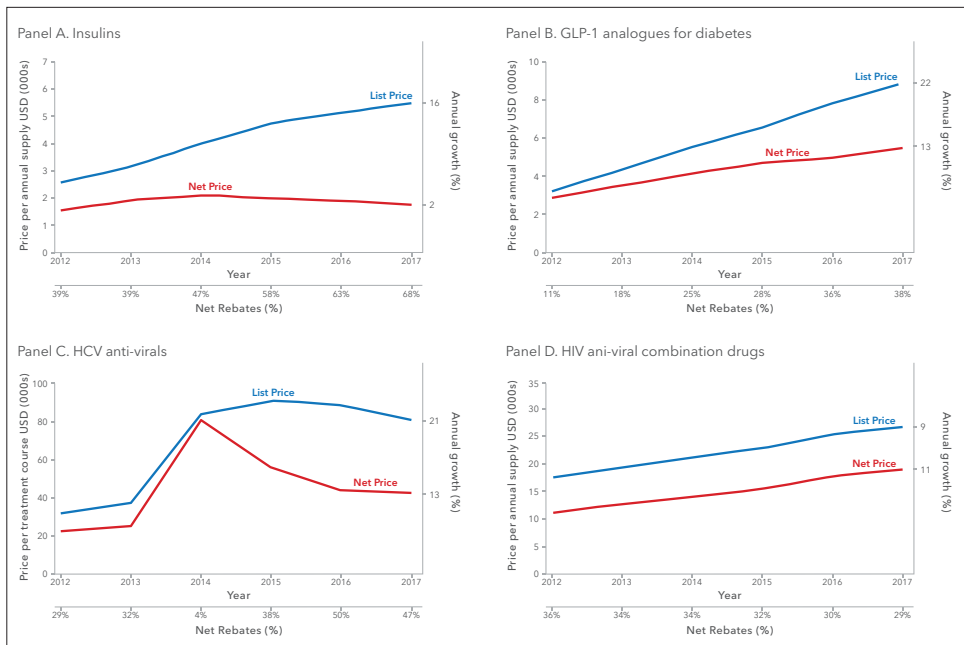 Panel A. Insulins
Price per annual supply USD (000s)
7
6
5
4
3
2
1
0
List Price
Net Price
16
2
Annual growth (%)
2012 2013 2014 2015 2016 2017
Year
39% 39% 47% 58% 63% 68%
Net Rebates (%)
Panel B. GLP-1 analogues for diabetes
Price per annual supply USD (000s)
10
8
6
4
2
0
List Price
Net Price
22
13
Annual growth (%)
2012 2013 2014 2015 2016 2017
Year
11% 18% 25% 28% 36% 38%
Net Rebates (%)
Panel C. HCV anti-virals
Price per treatment course USD (000s)
100
80
60
40
20
0
List Price
Net Price
21
13
Annual growth (%)
2012 2013 2014 2015 2016 2017
Year
29% 32% 4% 38% 50% 47%
Net Rebates (%)
Panel D. HIV ani-viral combination drugs
Price per annual supply USD (000s)
35
30
25
20
15
10
5
0
List Price
Net Price
9
11
Annual growth (%)
2012 2013 2014 2015 2016 2017
Year
36% 34% 34% 32% 30% 29%
Net Rebates (%)